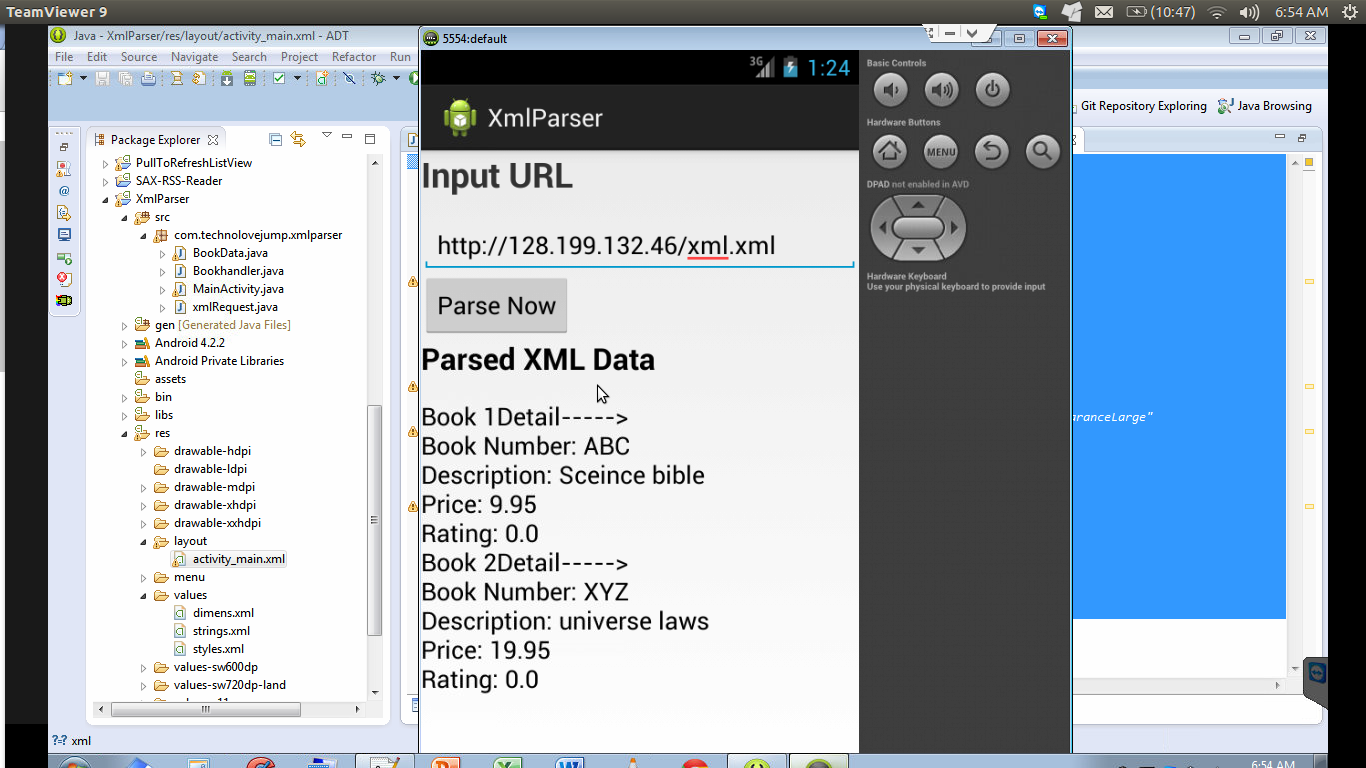 TeamViewer 9
(10:47)
6:54 AM
Java - XmlParser/res/layout/activity_main.xml - ADT
File Edit Source Navigate Search Project Refactor Run
Git Repository Exploring
Java Browsing
Package Explorer
PullToRefreshListView
SAX-RSS-Reader
XmlParser
src
com.technolovejump.xmlparser
BookData.java
Bookhandler.java
MainActivity.java
xmlRequest.java
gen [Generated Java Files]
Android 4.2.2
Android Private Libraries
assets
bin
libs
res
drawable-hdpi
drawable-ldpi
drawable-mdpi
drawable-xhdpi
drawable-xxhdpi
layout
activity_main.xml
menu
values
dimens.xml
strings.xml
styles.xml
values-sw600dp
values-sw720dp-land
xml
5554:default
3G
1:24
XmlParser
Input URL
http://128.199.132.46/xml.xml
Parse Now
Parsed XML Data
Book 1Detail----->
Book Number: ABC
Description: Sceince bible
Price: 9.95
Rating: 0.0
Book 2Detail----->
Book Number: XYZ
Description: universe laws
Price: 19.95
Rating: 0.0
Basic Controls
Hardware Buttons
MENU
DPAD not enabled in AVD
Hardware Keyboard
Use your physical keyboard to provide input
aranceLarge"
6:54 AM